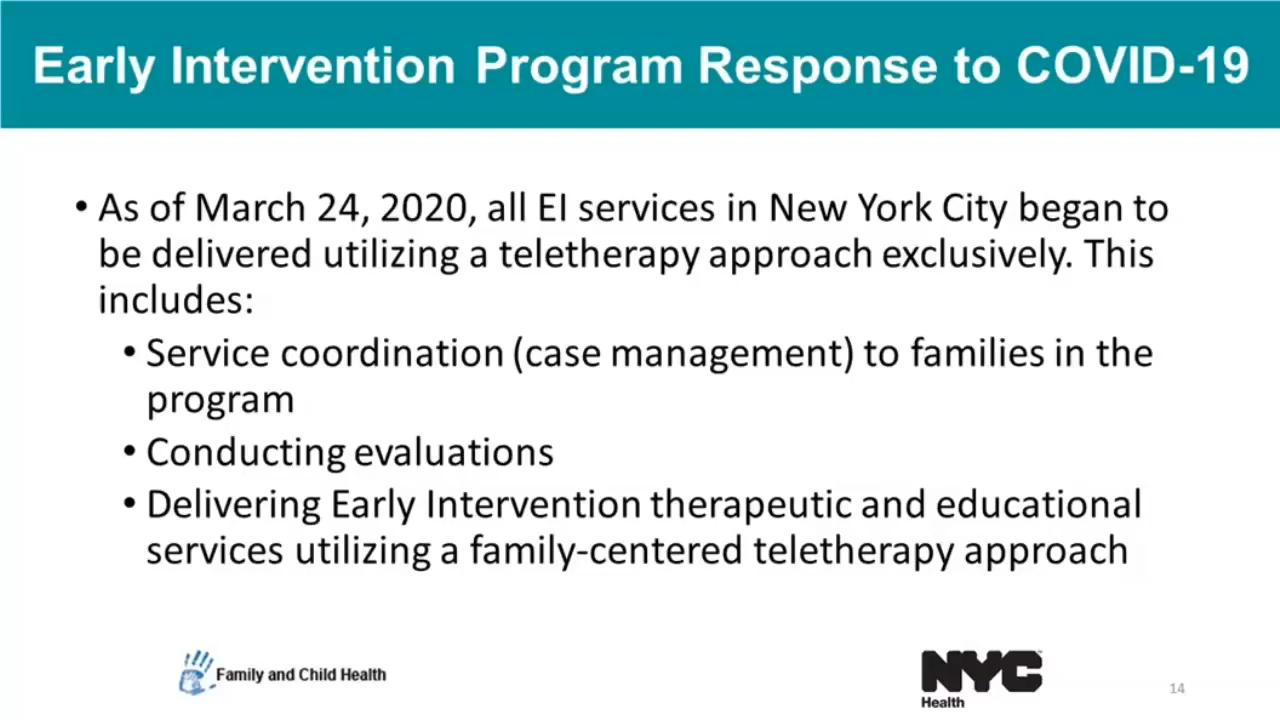 Early Intervention Program Response to COVID-19
• As of March 24, 2020, all EI services in New York City began to
be delivered utilizing a teletherapy approach exclusively. This
includes:
• Service coordination (case management) to families in the
program
• Conducting evaluations
• Delivering Early Intervention therapeutic and educational
services utilizing a family-centered teletherapy approach
Family and Child Health
NYC
Health
14